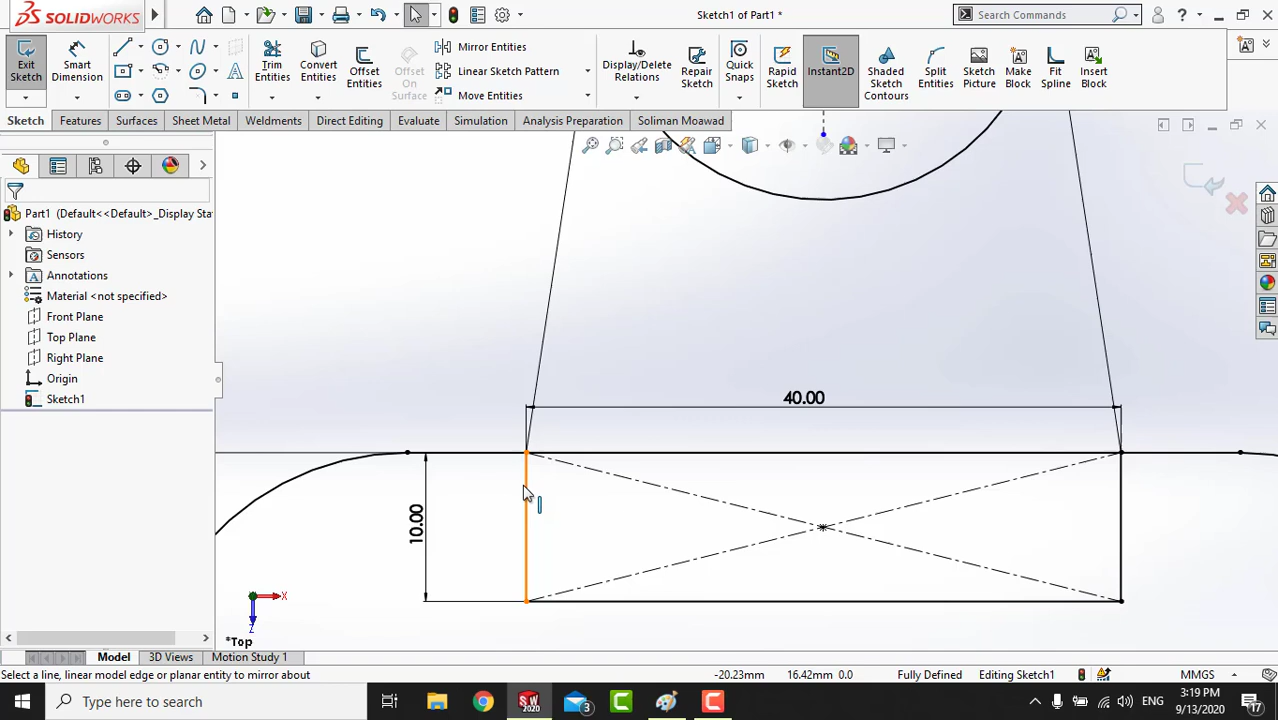 SOLIDWORKS
Sketch1 of Part1 *
Search Commands
Exit Sketch
Smart Dimension
Trim Entities
Convert Entities
Offset Entities
Offset On Surface
Mirror Entities
Linear Sketch Pattern
Move Entities
Display/Delete Relations
Repair Sketch
Quick Snaps
Rapid Sketch
Instant2D
Shaded Sketch Contours
Split Entities
Sketch Picture
Make Block
Fit Spline
Insert Block
Sketch Features Surfaces Sheet Metal Weldments Direct Editing Evaluate Simulation Analysis Preparation Soliman Moawad
Part1 (Default<<Default>_Display Sta
History
Sensors
Annotations
Material <not specified>
Front Plane
Top Plane
Right Plane
Origin
Sketch1
40.00
10.00
X
Z
*Top
Model 3D Views Motion Study 1
Select a line, linear model edge or planar entity to mirror about
-20.23mm 16.42mm 0.0 Fully Defined Editing Sketch1 MMGS
Type here to search
SW 2020
3
ENG
3:19 PM
9/13/2020
17